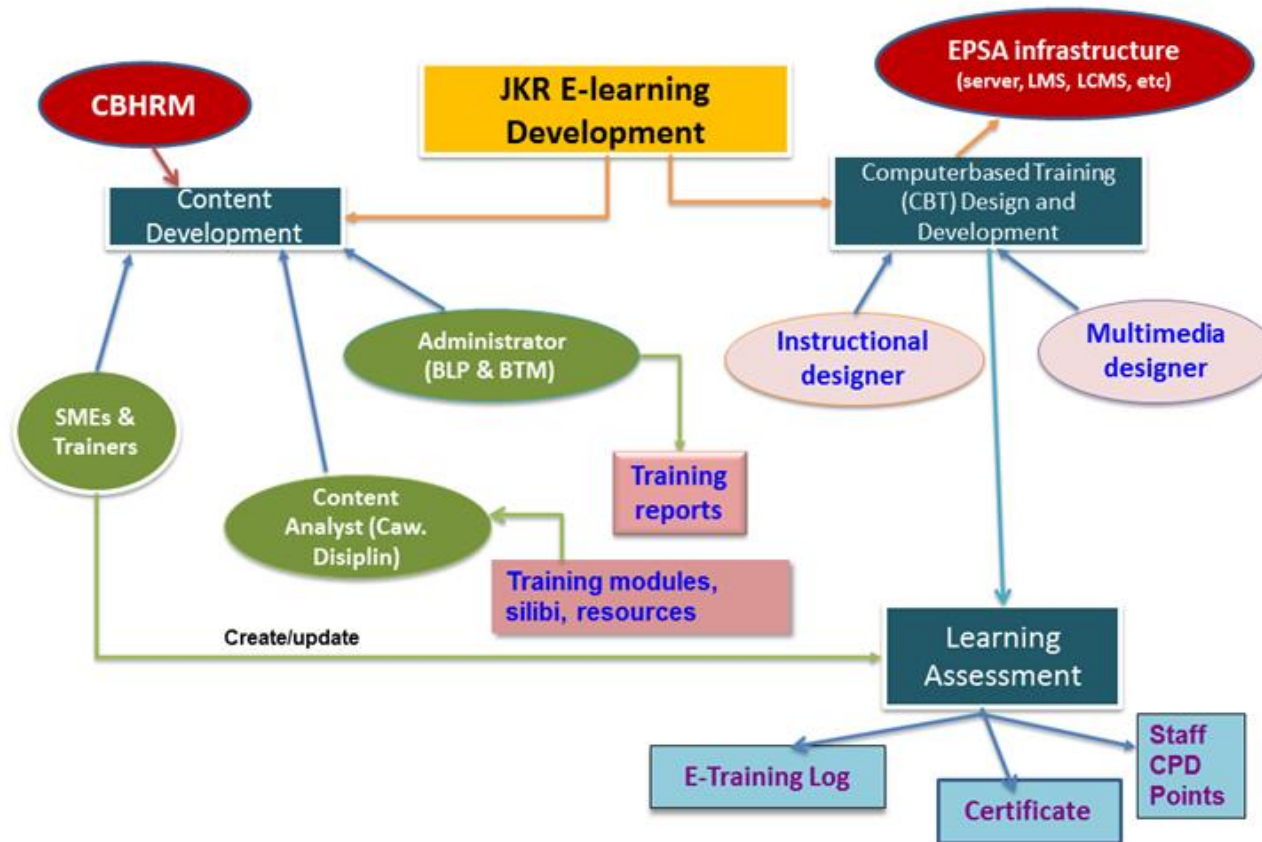 EPSA infrastructure
(server, LMS, LCMS, etc)
CBHRM
JKR E-learning
Development
Content
Development
Computerbased Training
(CBT) Design and
Development
Administrator
(BLP & BTM)
Instructional
designer
Multimedia
designer
SMEs &
Trainers
Training
reports
Content
Analyst (Caw.
Disiplin)
Training modules,
silibi, resources
Create/update
Learning
Assessment
E-Training Log
Certificate
Staff
CPD
Points